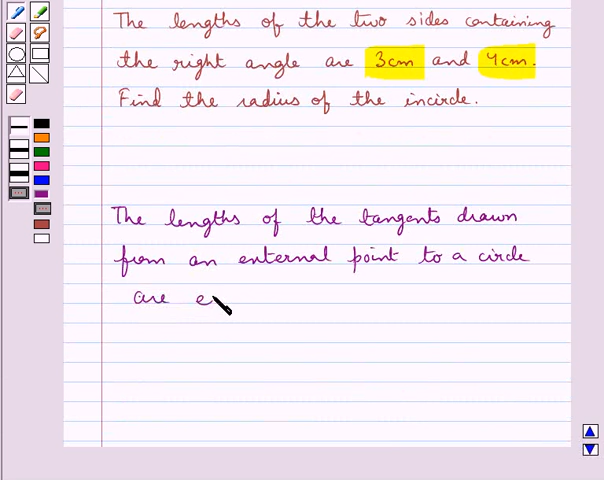 The lengths of the two sides containing
the right angle are 3cm and 4cm.
Find the radius of the incircle.
The lengths of the tangents drawn
from an external point to a circle
are e